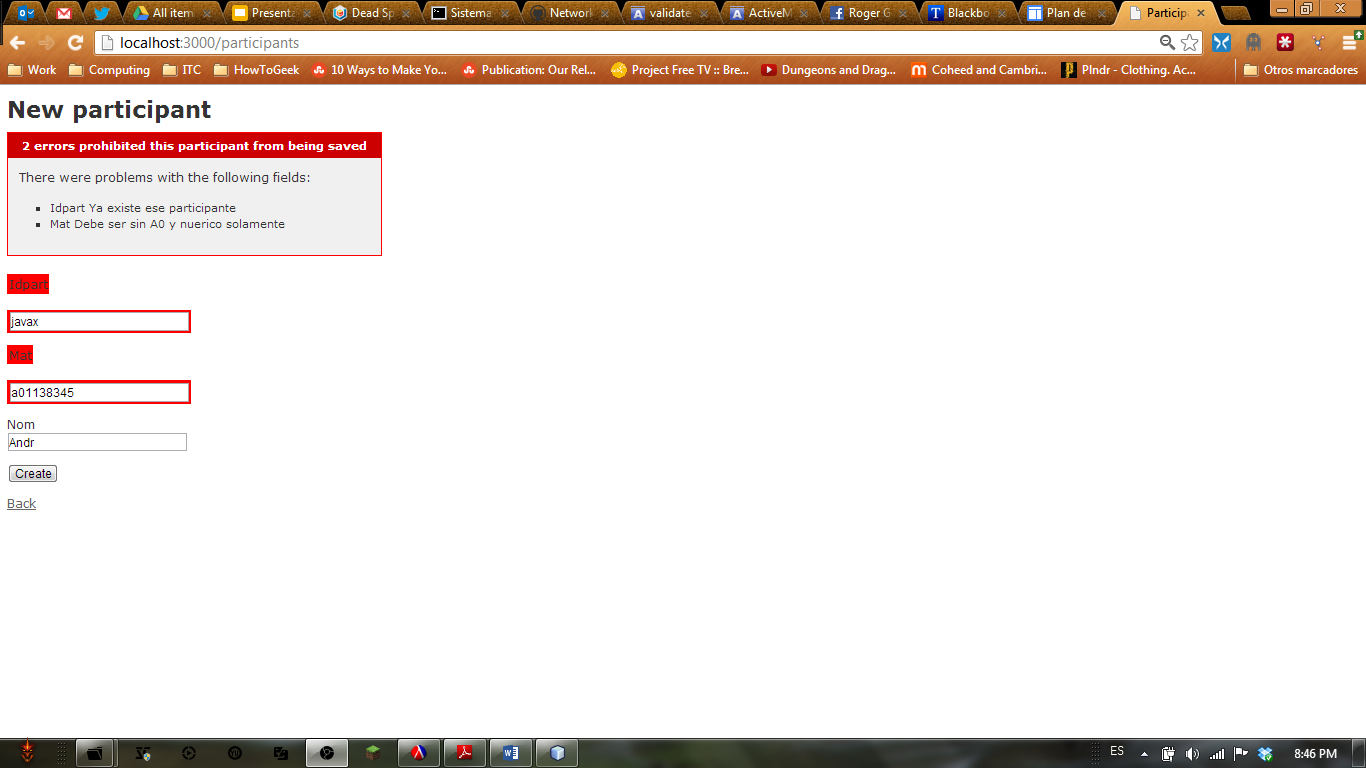 All item
Presenta
Dead Sp
Sistema
Network
validate
ActiveM
Roger G
Blackbo
Plan de
Particip
localhost:3000/participants
Work
Computing
ITC
HowToGeek
10 Ways to Make Yo...
Publication: Our Rel...
Project Free TV :: Bre...
Dungeons and Drag...
Coheed and Cambri...
Plndr - Clothing. Ac...
Otros marcadores
New participant
2 errors prohibited this participant from being saved
There were problems with the following fields:
Idpart Ya existe ese participante
Mat Debe ser sin A0 y nuerico solamente
Idpart
javax
Mat
a01138345
Nom
Andr
Create
Back
ES
8:46 PM